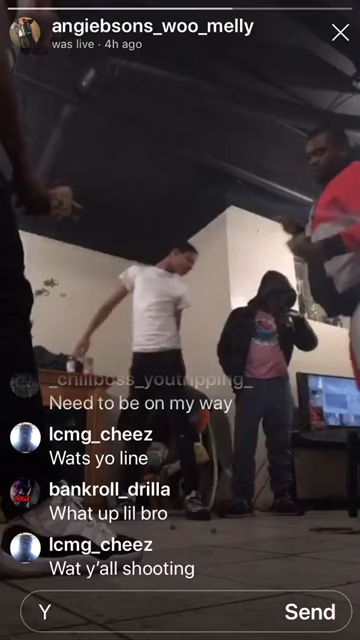 angiebsons_woo_melly
was live · 4h ago
_chillboss_youtripping_
Need to be on my way
lcmg_cheez
Wats yo line
bankroll_drilla
What up lil bro
lcmg_cheez
Wat y'all shooting
Y
Send